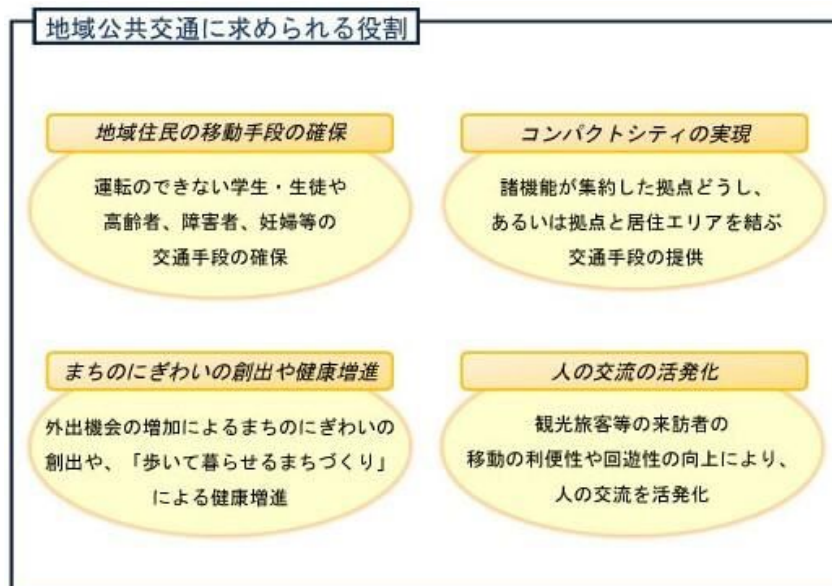 地域公共交通に求められる役割
地域住民の移動手段の確保
運転のできない学生・生徒や
高齢者、障害者、妊婦等の
交通手段の確保
コンパクトシティの実現
諸機能が集約した拠点どうし、
あるいは拠点と居住エリアを結ぶ
交通手段の提供
まちのにぎわいの創出や健康増進
外出機会の増加によるまちのにぎわいの
創出や、「歩いて暮らせるまちづくり」
による健康増進
人の交流の活発化
観光旅客等の来訪者の
移動の利便性や回遊性の向上により、
人の交流を活発化